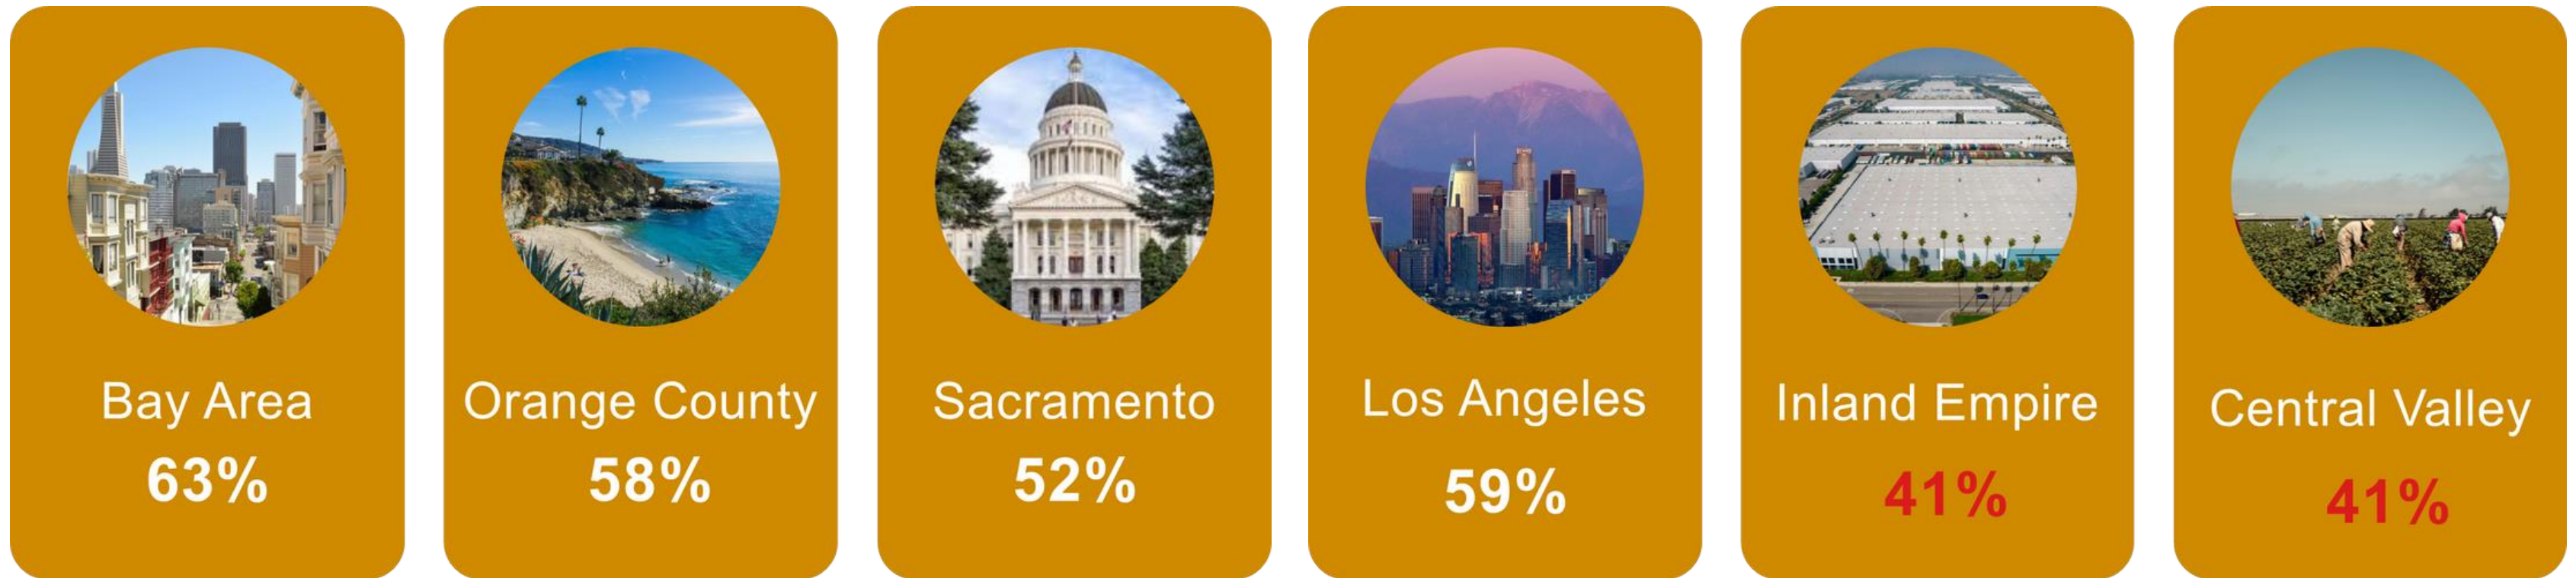 Bay Area
63%
Orange County
58%
Sacramento
52%
Los Angeles
59%
Inland Empire
41%
Central Valley
41%